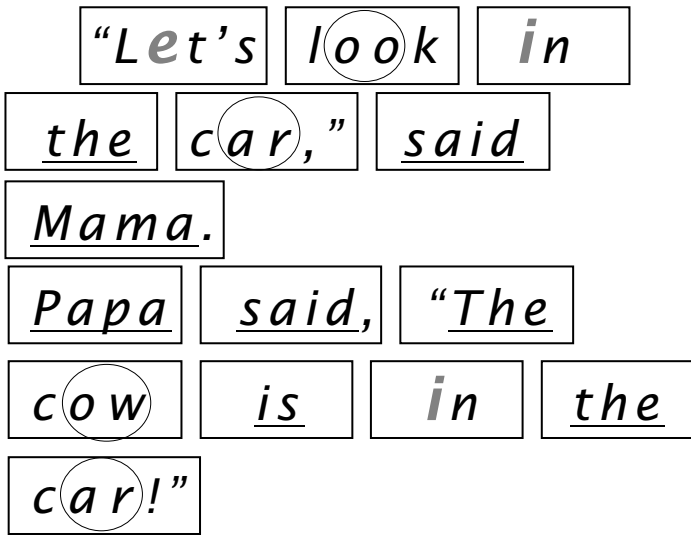 “Let’s look in
the car,” said
Mama.
Papa said, “The
cow is in the
car!”